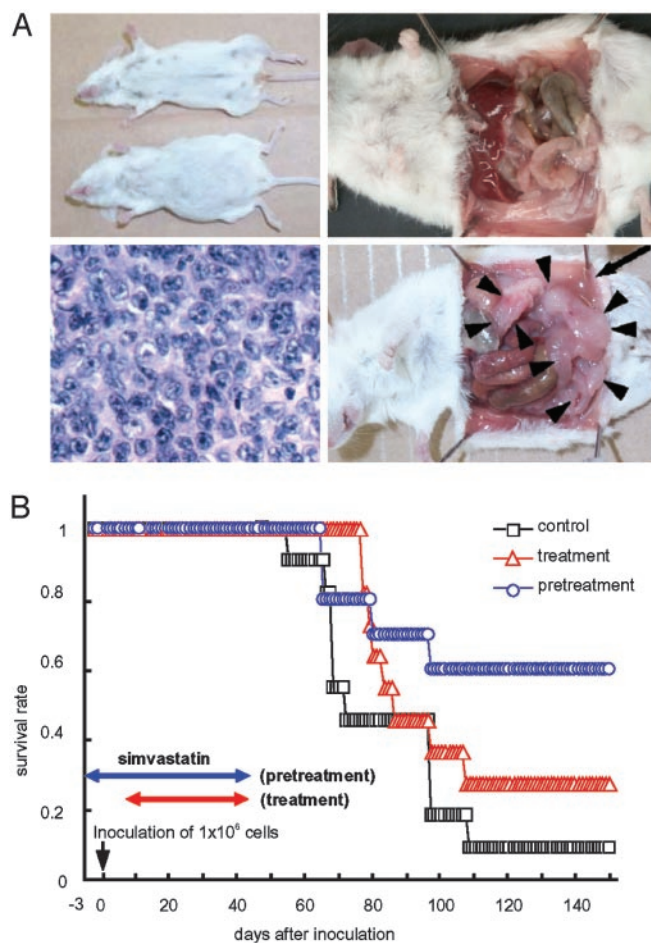 A
B
control
treatment
pretreatment
1
0.8
0.6
0.4
0.2
0
survival rate
simvastatin
(pretreatment)
(treatment)
Inoculation of 1x10⁶ cells
-3 0 20 40 60 80 100 120 140
days after inoculation